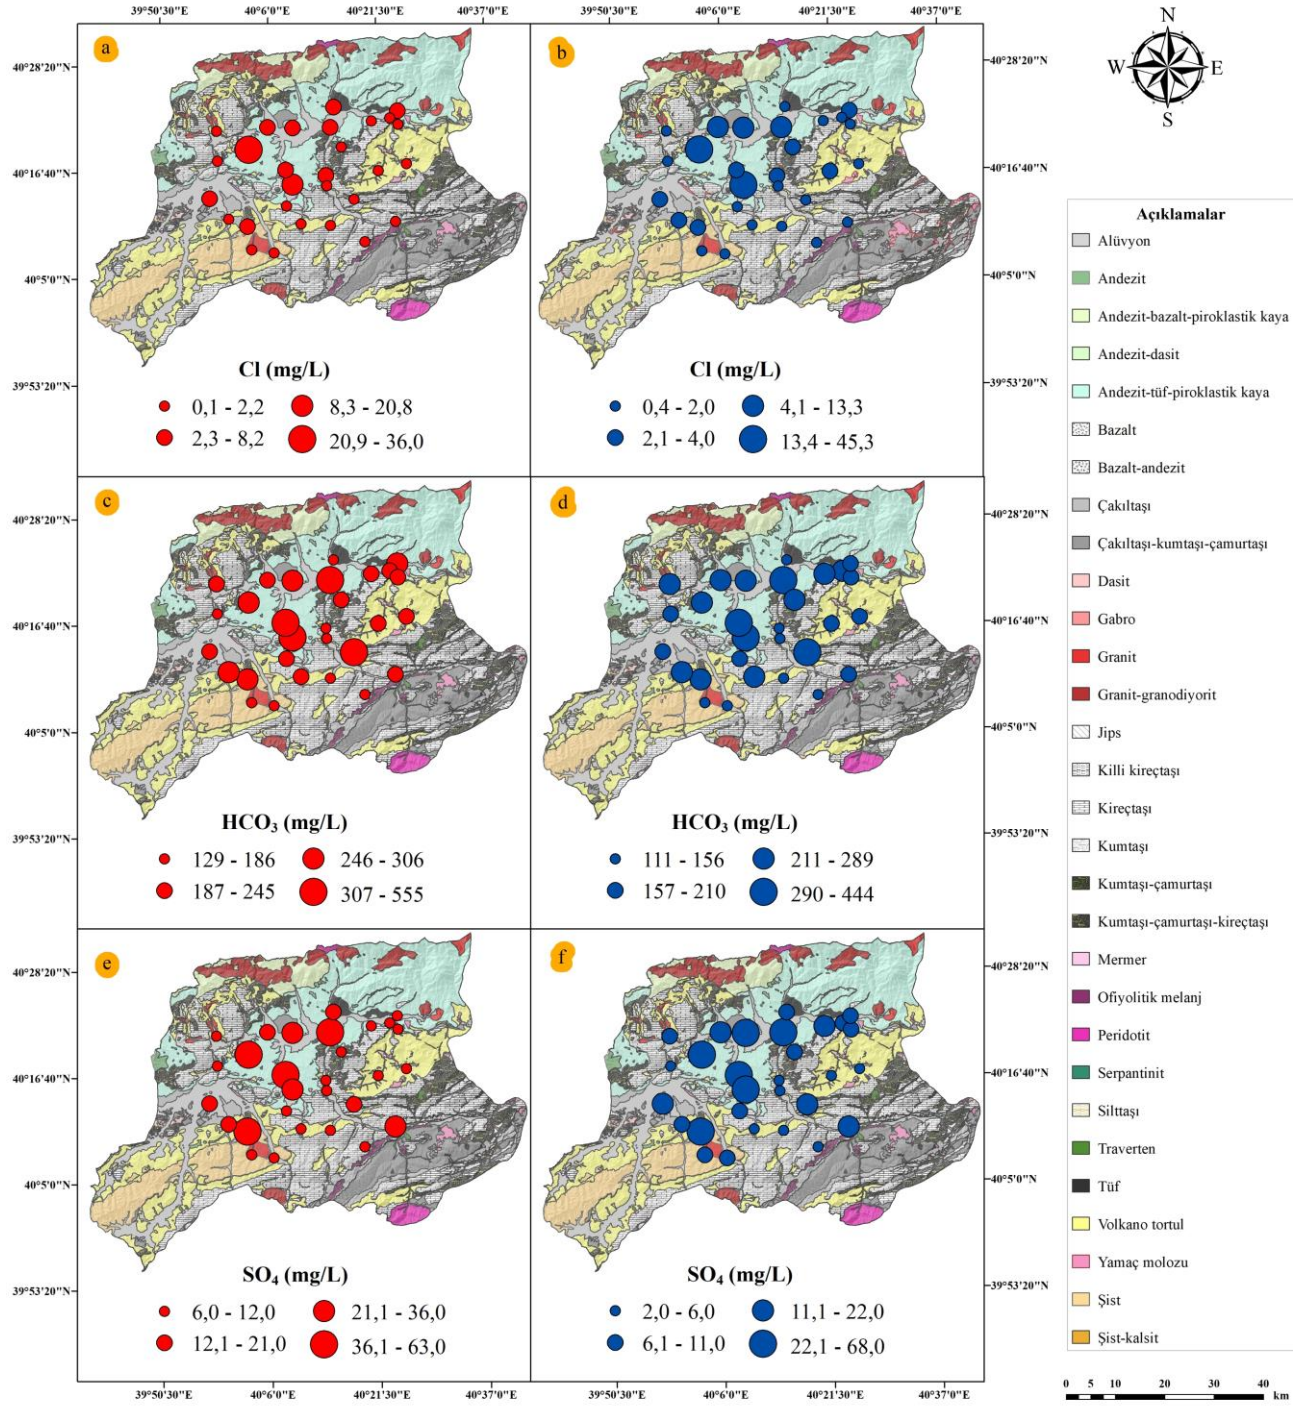 39°50'30"E 40°6'0"E 40°21'30"E 40°37'0"E 39°50'30"E 40°6'0"E 40°21'30"E 40°37'0"E
N
W E
S
a
b
40°28'20"N
40°28'20"N
40°16'40"N
40°16'40"N
40°5'0"N
40°5'0"N
39°53'20"N
39°53'20"N
Cl (mg/L)
0,1 - 2,2 8,3 - 20,8
2,3 - 8,2 20,9 - 36,0
Cl (mg/L)
0,4 - 2,0 4,1 - 13,3
2,1 - 4,0 13,4 - 45,3
c
d
40°28'20"N
40°28'20"N
40°16'40"N
40°16'40"N
40°5'0"N
40°5'0"N
39°53'20"N
39°53'20"N
HCO₃ (mg/L)
129 - 186 246 - 306
187 - 245 307 - 555
HCO₃ (mg/L)
111 - 156 211 - 289
157 - 210 290 - 444
e
f
40°28'20"N
40°28'20"N
40°16'40"N
40°16'40"N
40°5'0"N
40°5'0"N
39°53'20"N
39°53'20"N
SO₄ (mg/L)
6,0 - 12,0 21,1 - 36,0
12,1 - 21,0 36,1 - 63,0
SO₄ (mg/L)
2,0 - 6,0 11,1 - 22,0
6,1 - 11,0 22,1 - 68,0
39°50'30"E 40°6'0"E 40°21'30"E 40°37'0"E 39°50'30"E 40°6'0"E 40°21'30"E 40°37'0"E
Açıklamalar
Alüvyon
Andezit
Andezit-bazalt-piroklastik kaya
Andezit-dasit
Andezit-tüf-piroklastik kaya
Bazalt
Bazalt-andezit
Çakıltaşı
Çakıltaşı-kumtaşı-çamurtaşı
Dasit
Gabro
Granit
Granit-granodiyorit
Jips
Killi kireçtaşı
Kireçtaşı
Kumtaşı
Kumtaşı-çamurtaşı
Kumtaşı-çamurtaşı-kireçtaşı
Mermer
Ofiyolitik melanj
Peridotit
Serpantinit
Silttaşı
Traverten
Tüf
Volkano tortul
Yamaç molozu
Şist
Şist-kalsit
0 5 10 20 30 40
km